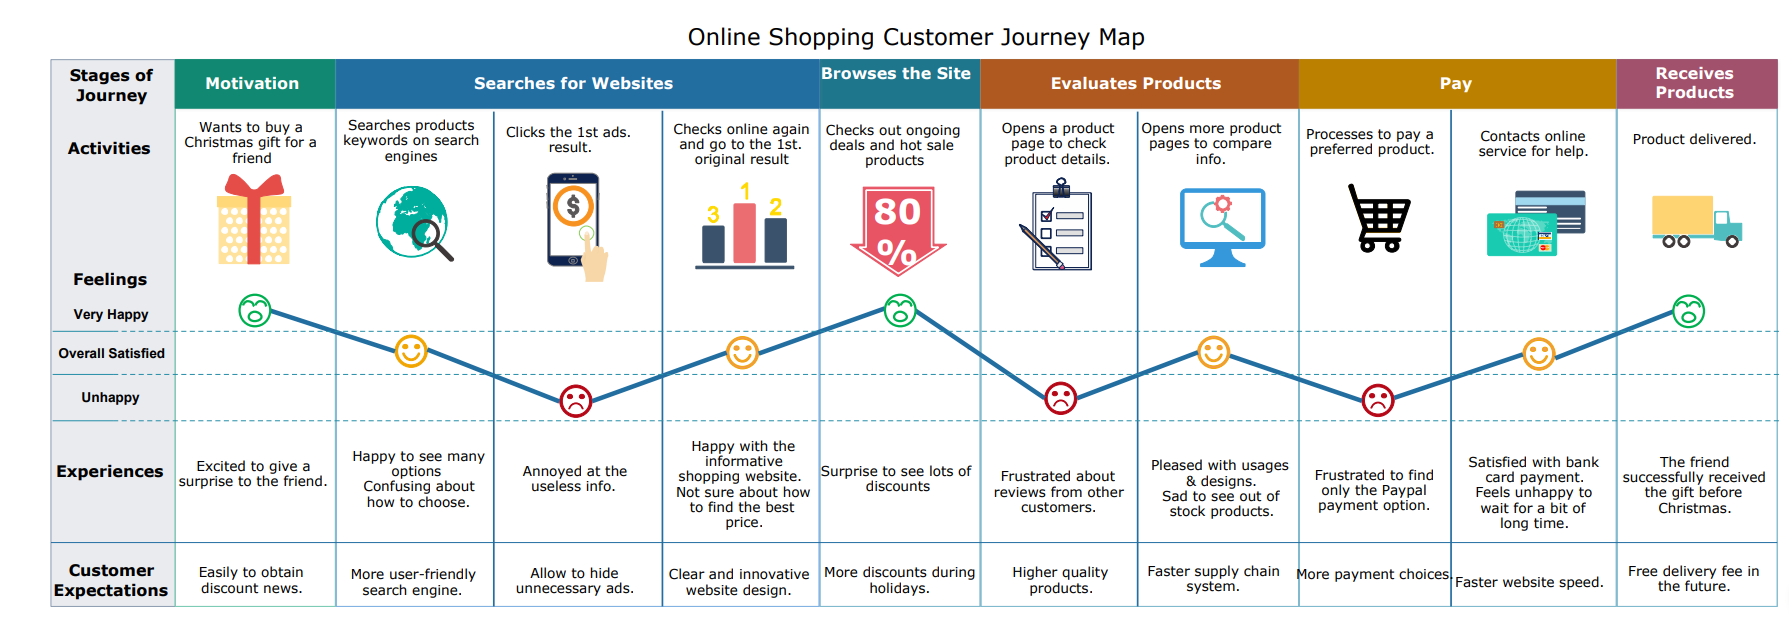 Online Shopping Customer Journey Map
Stages of
Journey
Motivation
Searches for Websites
Browses the Site
Evaluates Products
Pay
Receives
Products
Activities
Wants to buy a
Christmas gift for a
friend
Searches products
keywords on search
engines
Clicks the 1st ads.
result.
Checks online again
and go to the 1st.
original result
Checks out ongoing
deals and hot sale
products
Opens a product
page to check
product details.
Opens more product
pages to compare
info.
Processes to pay a
preferred product.
Contacts online
service for help.
Product delivered.
$
3
1
2
80
%
Feelings
Very Happy
Overall Satisfied
Unhappy
Experiences
Excited to give a
surprise to the friend.
Happy to see many
options
Confusing about
how to choose.
Annoyed at the
useless info.
Happy with the
informative
shopping website.
Not sure about how
to find the best
price.
Surprise to see lots of
discounts
Frustrated about
reviews from other
customers.
Pleased with usages
& designs.
Sad to see out of
stock products.
Frustrated to find
only the Paypal
payment option.
Satisfied with bank
card payment.
Feels unhappy to
wait for a bit of
long time.
The friend
successfully received
the gift before
Christmas.
Customer
Expectations
Easily to obtain
discount news.
More user-friendly
search engine.
Allow to hide
unnecessary ads.
Clear and innovative
website design.
More discounts during
holidays.
Higher quality
products.
Faster supply chain
system.
More payment choices.
Faster website speed.
Free delivery fee in
the future.